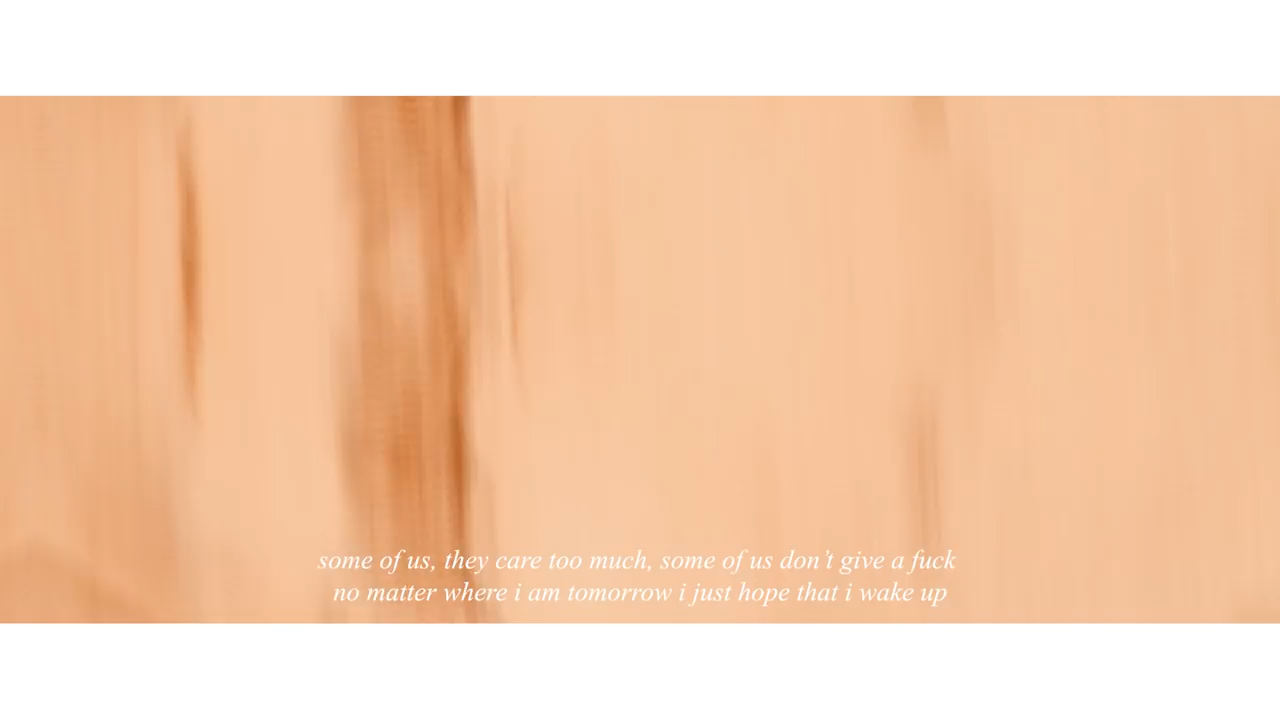 some of us, they care too much, some of us don't give a fuck
no matter where i am tomorrow i just hope that i wake up